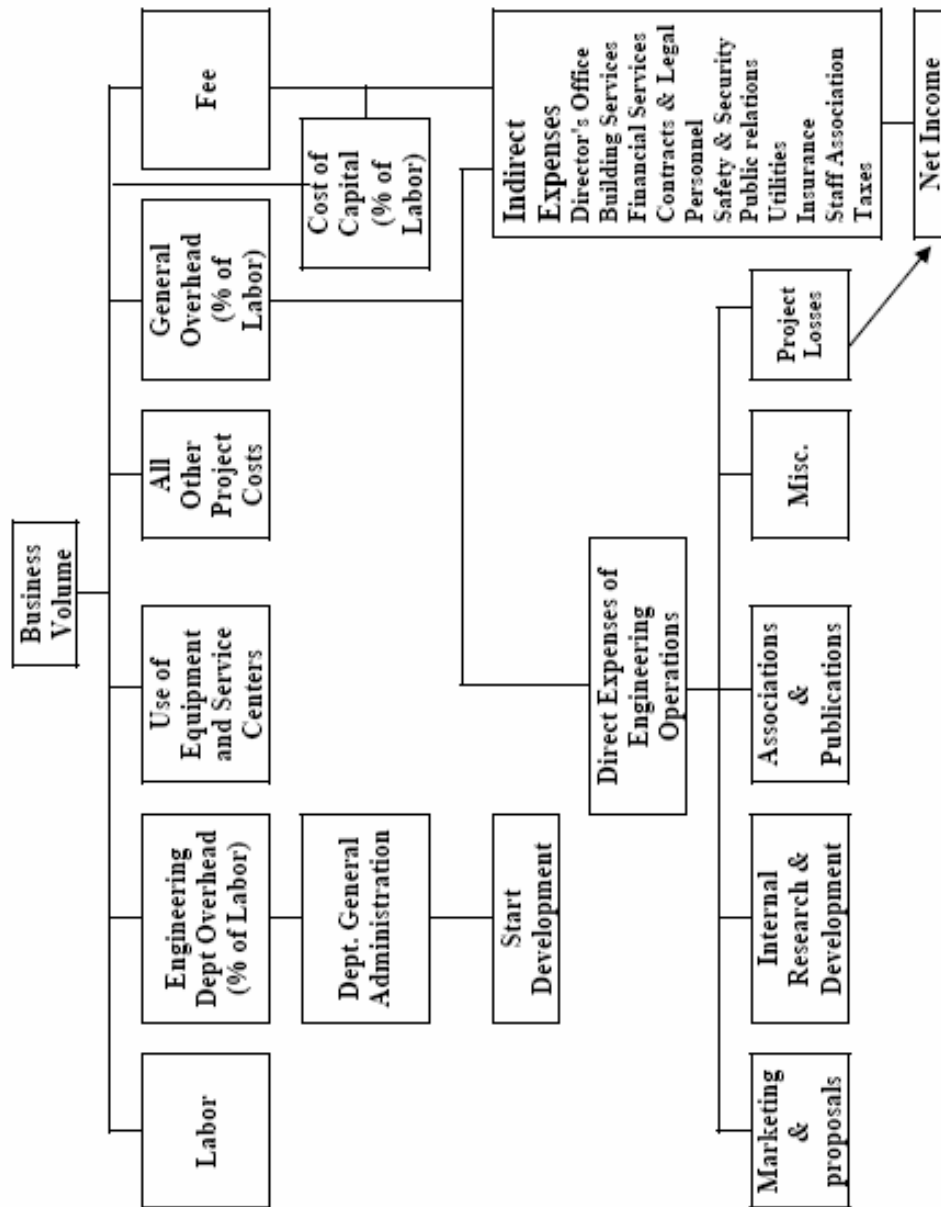 Business
Volume
Labor
Engineering
Dept Overhead
(% of Labor)
Use of
Equipment
and Service
Centers
All
Other
Project
Costs
General
Overhead
(% of
Labor)
Fee
Dept. General
Administration
Cost of
Capital
(% of
Labor)
Start
Development
Direct Expenses of
Engineering
Operations
Indirect
Expenses
Director's Office
Building Services
Financial Services
Contracts & Legal
Personnel
Safety & Security
Public relations
Utilities
Insurance
Staff Association
Taxes
Marketing
&
proposals
Internal
Research &
Development
Associations
&
Publications
Misc.
Project
Losses
Net Income